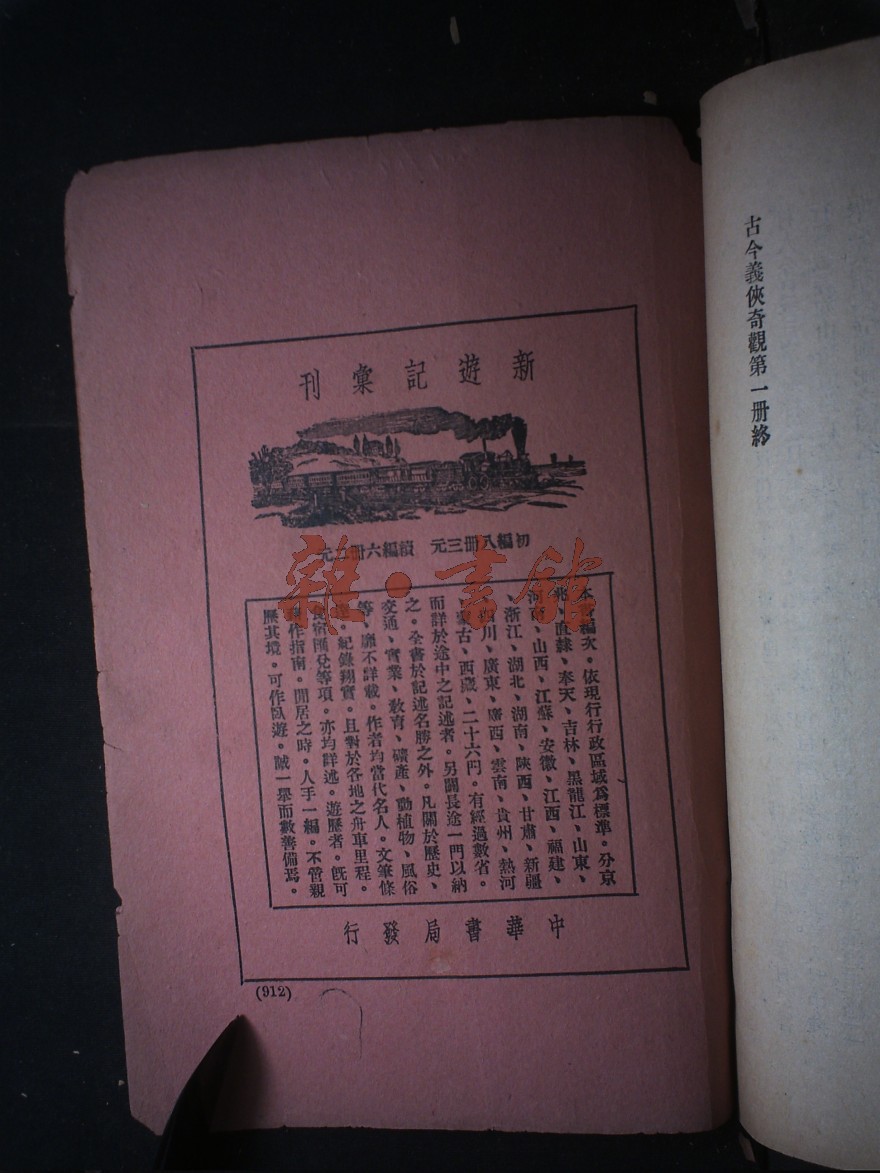 古今義俠奇觀第一册終
新遊記彙刊
初編八冊三元　續編六冊二元
本書編次。依現行行政區域爲標準。分京
兆、直隸、奉天、吉林、黑龍江、山東、
河南、山西、江蘇、安徽、江西、福建、
、浙江、湖北、湖南、陝西、甘肅、新疆
、四川、廣東、廣西、雲南、貴州、熱河
、蒙古、西藏、二十六門。有經過數省。
而詳於途中之記述者。另闢長途一門以納
之。全書於記述名勝之外。凡關於歷史、
交通、實業、教育、礦產、動植物、風俗
等、靡不詳載。作者均當代名人。文筆條
。紀錄翔實。且對於各地之舟車里程。
食宿匯兌等項。亦均詳述。遊歷者。旣可
作指南。閒居之時。人手一編。不管親
歷其境。可作臥遊。誠一舉而數善備焉。
中華書局發行
(912)
雜·書館